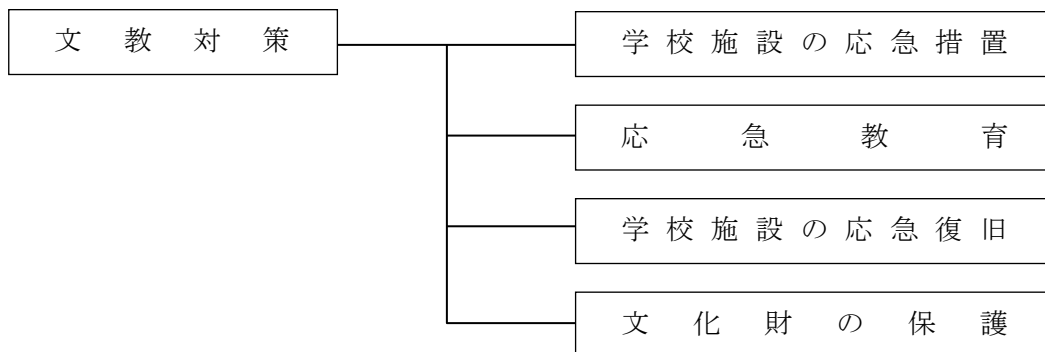 文教対策
学校施設の応急措置
応急教育
学校施設の応急復旧
文化財の保護